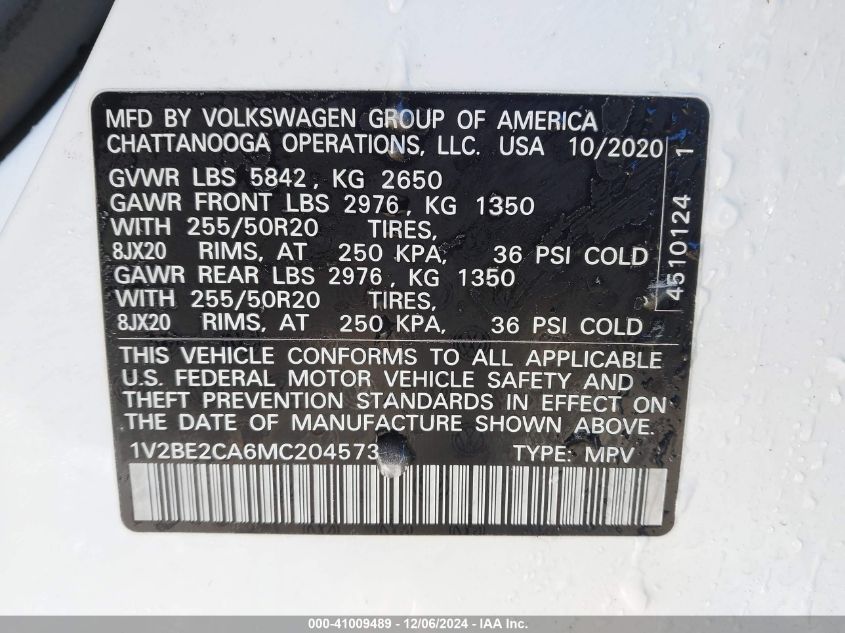 MFD BY VOLKSWAGEN GROUP OF AMERICA
CHATTANOOGA OPERATIONS, LLC. USA 10/2020
GVWR LBS 5842, KG 2650
GAWR FRONT LBS 2976, KG 1350
WITH 255/50R20 TIRES,
8JX20 RIMS, AT 250 KPA, 36 PSI COLD
GAWR REAR LBS 2976, KG 1350
WITH 255/50R20 TIRES,
8JX20 RIMS, AT 250 KPA, 36 PSI COLD
4510124 1
THIS VEHICLE CONFORMS TO ALL APPLICABLE
U.S. FEDERAL MOTOR VEHICLE SAFETY AND
THEFT PREVENTION STANDARDS IN EFFECT ON
THE DATE OF MANUFACTURE SHOWN ABOVE.
1V2BE2CA6MC204573 TYPE: MPV
000-41009489 - 12/06/2024 - IAA Inc.